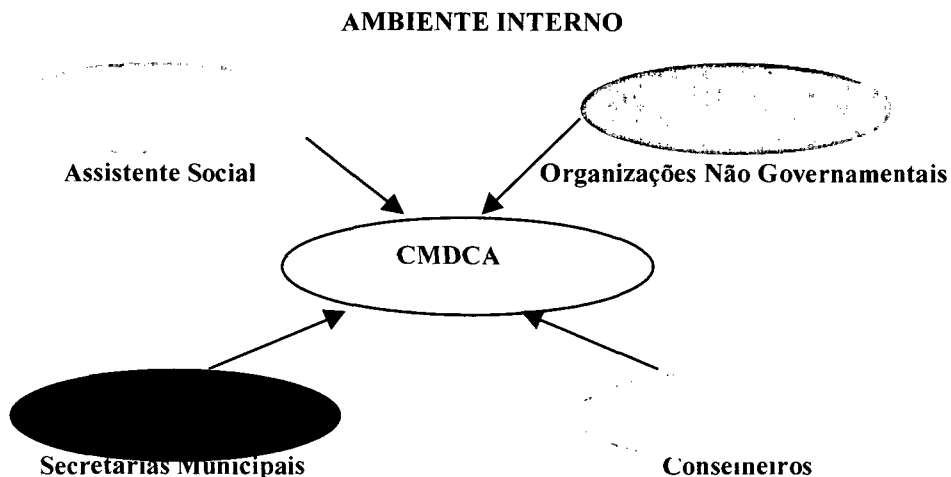 AMBIENTE INTERNO
Assistente Social
Organizações Não Governamentais
CMDCA
Secretarias Municipais
Conselheiros